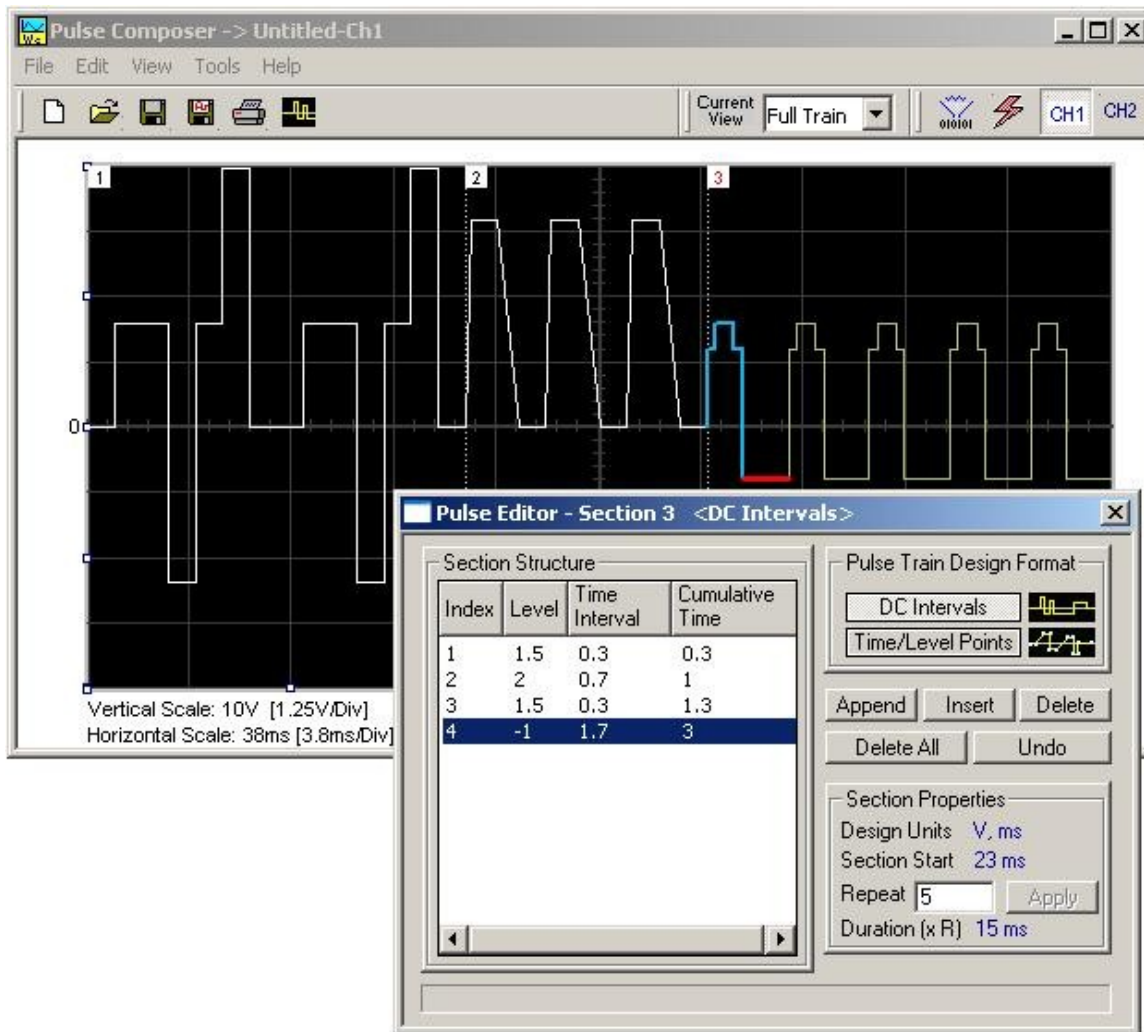 Pulse Composer -> Untitled-Ch1
File Edit View Tools Help
Current View Full Train
010101
CH1 CH2
1 2 3
0
Vertical Scale: 10V [1.25V/Div]
Horizontal Scale: 38ms [3.8ms/Div]
Pulse Editor - Section 3 <DC Intervals>
Section Structure
Index Level Time Interval Cumulative Time
1 1.5 0.3 0.3
2 2 0.7 1
3 1.5 0.3 1.3
4 -1 1.7 3
Pulse Train Design Format
DC Intervals
Time/Level Points
Append Insert Delete
Delete All Undo
Section Properties
Design Units V, ms
Section Start 23 ms
Repeat 5 Apply
Duration (x R) 15 ms